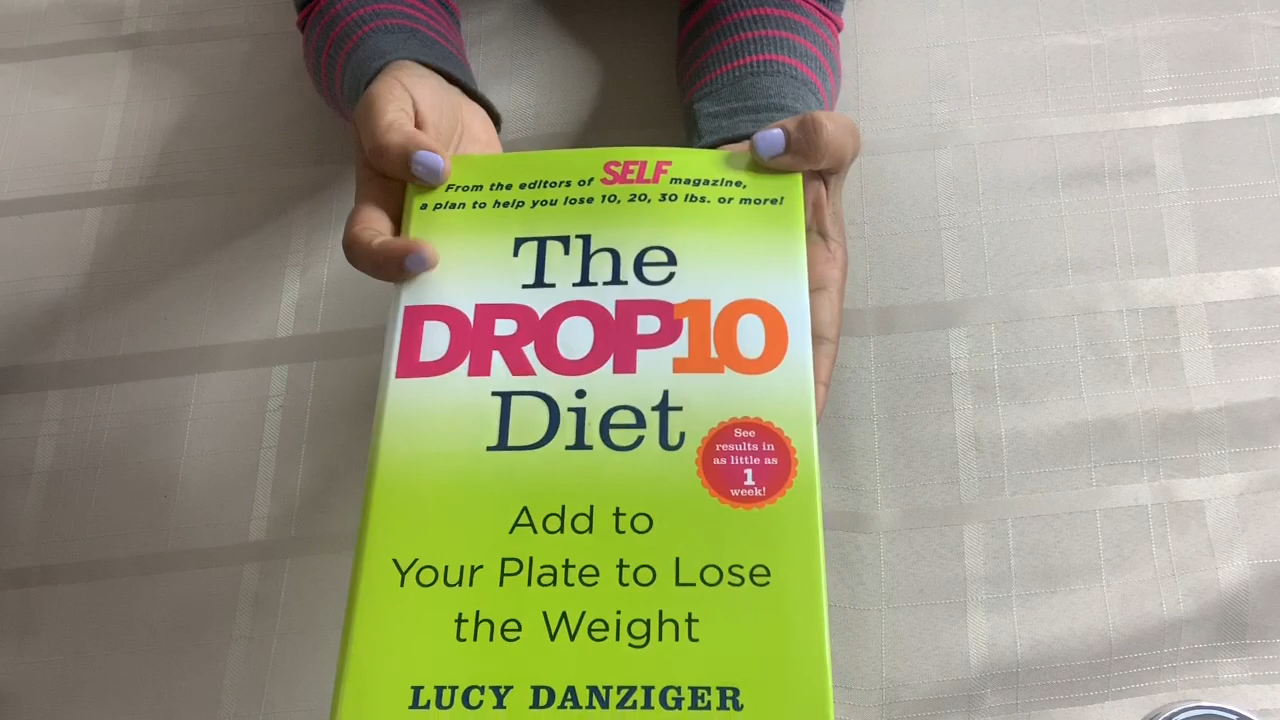 From the editors of SELF magazine,
a plan to help you lose 10, 20, 30 lbs. or more!
The
DROP10
Diet
See
results in
as little as
1
week!
Add to
Your Plate to Lose
the Weight
LUCY DANZIGER